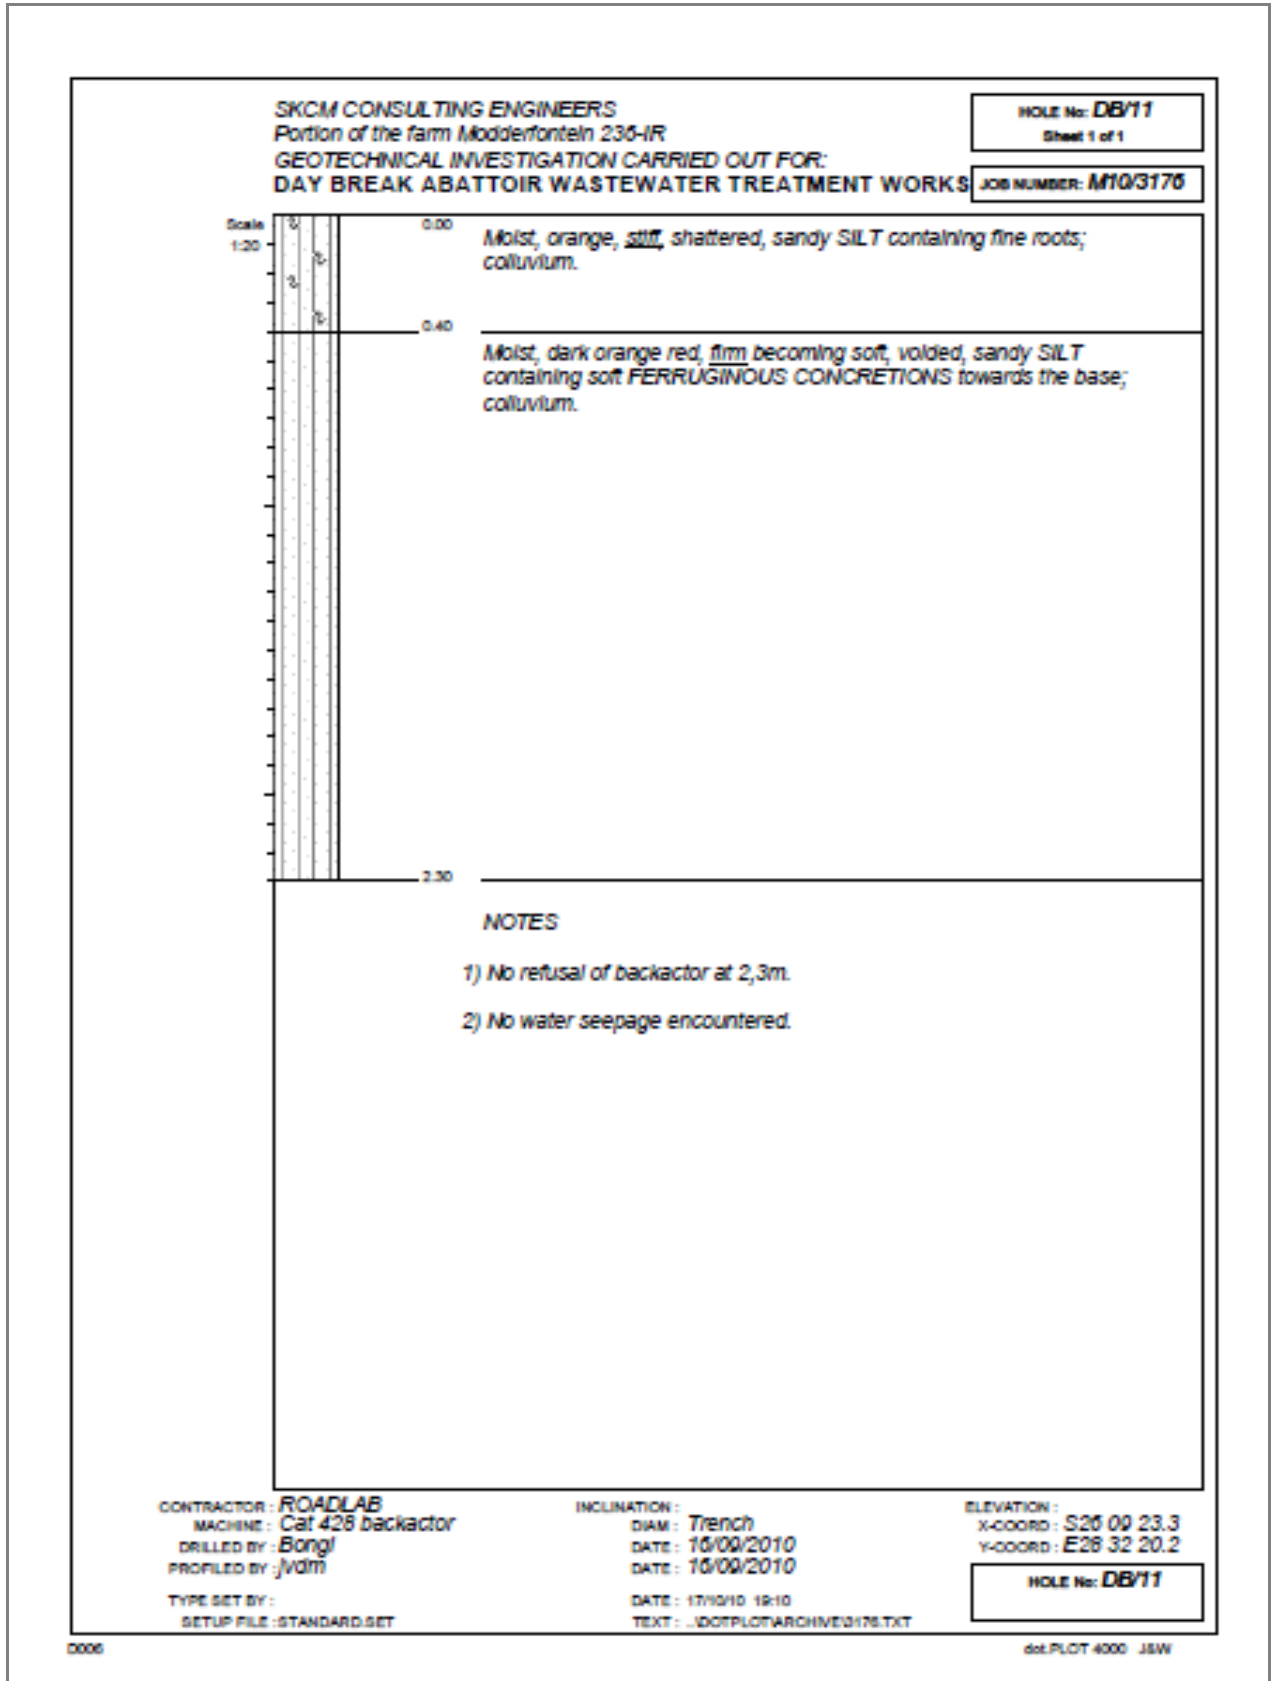 SKCM CONSULTING ENGINEERS
Portion of the farm Modderfontein 236-IR
GEOTECHNICAL INVESTIGATION CARRIED OUT FOR:
DAY BREAK ABATTOIR WASTEWATER TREATMENT WORKS
HOLE No: DB/11
Sheet 1 of 1
JOB NUMBER: M10/3176
Scale
1:20
0.00
Moist, orange, stiff, shattered, sandy SILT containing fine roots;
colluvium.
0.40
Moist, dark orange red, firm becoming soft, voided, sandy SILT
containing soft FERRUGINOUS CONCRETIONS towards the base;
colluvium.
2.30
NOTES
1) No refusal of backactor at 2,3m.
2) No water seepage encountered.
CONTRACTOR : ROADLAB
MACHINE : Cat 428 backactor
DRILLED BY : Bongi
PROFILED BY : jvdm
TYPE SET BY :
SETUP FILE : STANDARD.SET
INCLINATION :
DIAM : Trench
DATE : 16/09/2010
DATE : 16/09/2010
DATE : 17/10/10 19:10
TEXT : ..\DOTPLOT\ARCHIVE\3176.TXT
ELEVATION :
X-COORD : S26 09 23.3
Y-COORD : E28 32 20.2
HOLE No: DB/11
dot.PLOT 4000 J&W